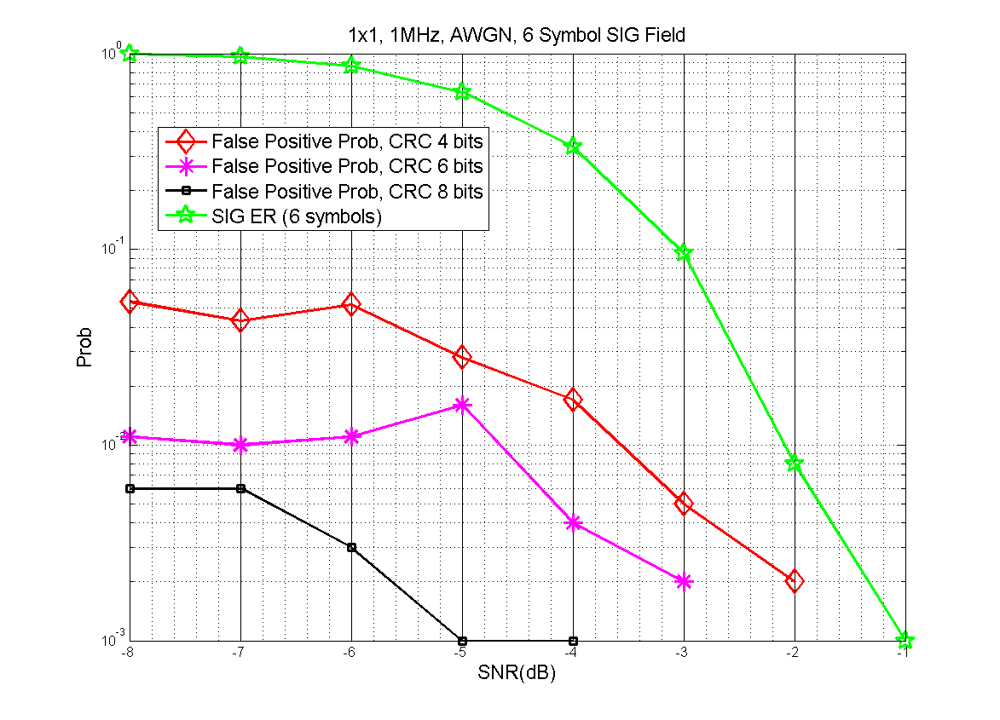 1x1, 1MHz, AWGN, 6 Symbol SIG Field
10^0
False Positive Prob, CRC 4 bits
False Positive Prob, CRC 6 bits
False Positive Prob, CRC 8 bits
SIG ER (6 symbols)
10^-1
Prob
10^-2
10^-3
-8 -7 -6 -5 -4 -3 -2 -1
SNR(dB)